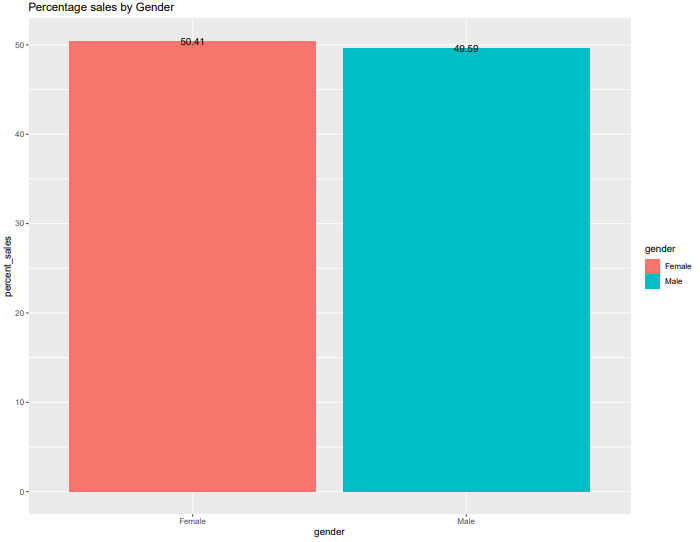 Percentage sales by Gender
50
40
30
20
10
0
percent_sales
50.41
49.59
Female
Male
gender
gender
Female
Male